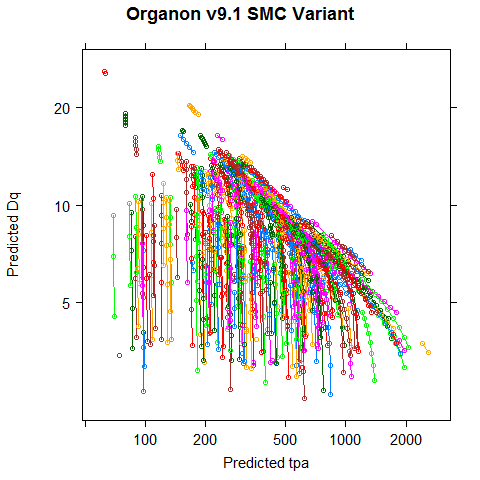 Organon v9.1 SMC Variant
Predicted Dq
20
10
5
100 200 500 1000 2000
Predicted tpa